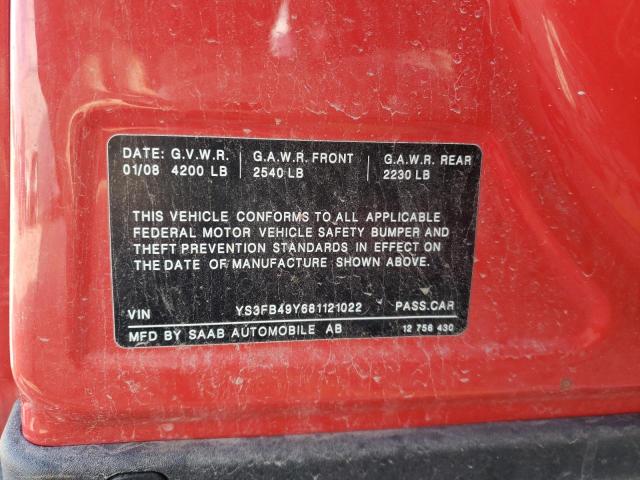 DATE: G.V.W.R. G.A.W.R. FRONT G.A.W.R. REAR
01/08 4200 LB 2540 LB 2230 LB
THIS VEHICLE CONFORMS TO ALL APPLICABLE
FEDERAL MOTOR VEHICLE SAFETY BUMPER AND
THEFT PREVENTION STANDARDS IN EFFECT ON
THE DATE OF MANUFACTURE SHOWN ABOVE.
VIN YS3FB49Y681121022 PASS.CAR
MFD BY SAAB AUTOMOBILE AB 12 758 430